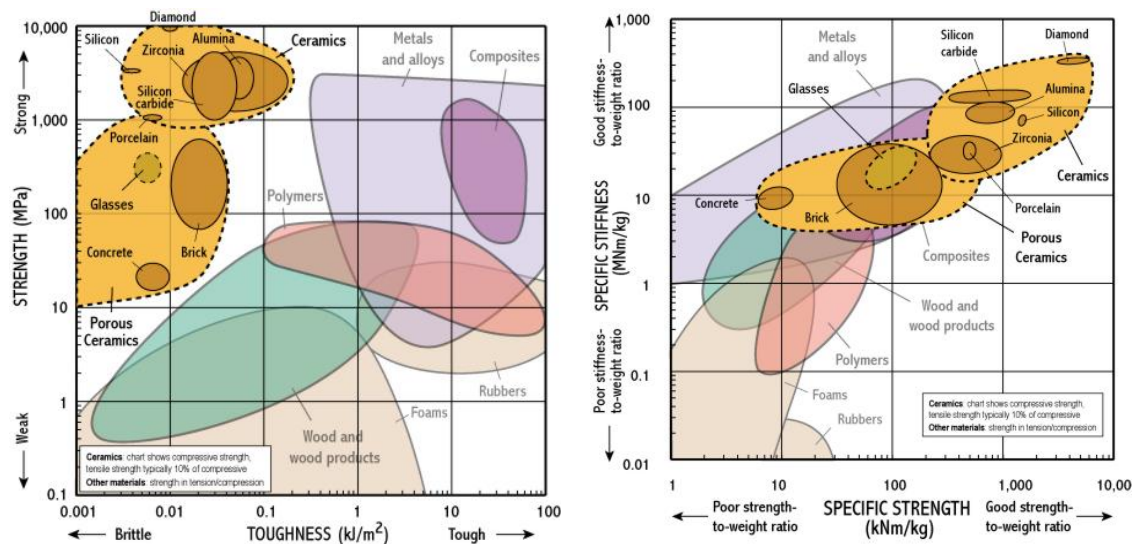 Diamond
10,000
Silicon
Zirconia
Alumina
Ceramics
Metals
and alloys
Composites
Silicon
carbide
Strong
1,000
Porcelain
STRENGTH (MPa)
Glasses
Polymers
100
Concrete
Brick
10
Porous
Ceramics
Rubbers
1
Foams
Weak
Wood and
wood products
Ceramics: chart shows compressive strength,
tensile strength typically 10% of compressive
Other materials: strength in tension/compression
0.1
0.001
0.01
0.1
1
10
100
Brittle
TOUGHNESS (kJ/m²)
Tough
1,000
Good stiffness-
to-weight ratio
Metals
and alloys
Silicon
carbide
Diamond
Glasses
100
Alumina
Silicon
Zirconia
Ceramics
SPECIFIC STIFFNESS
(MNm/kg)
10
Concrete
Brick
Porcelain
Porous
Ceramics
Composites
1
Wood and
wood products
Poor stiffness-
to-weight ratio
Polymers
0.1
Foams
Rubbers
Ceramics: chart shows compressive strength,
tensile strength typically 10% of compressive
Other materials: strength in tension/compression
0.01
1
10
100
1,000
10,00
Poor strength-
to-weight ratio
SPECIFIC STRENGTH
(kNm/kg)
Good strength-
to-weight ratio